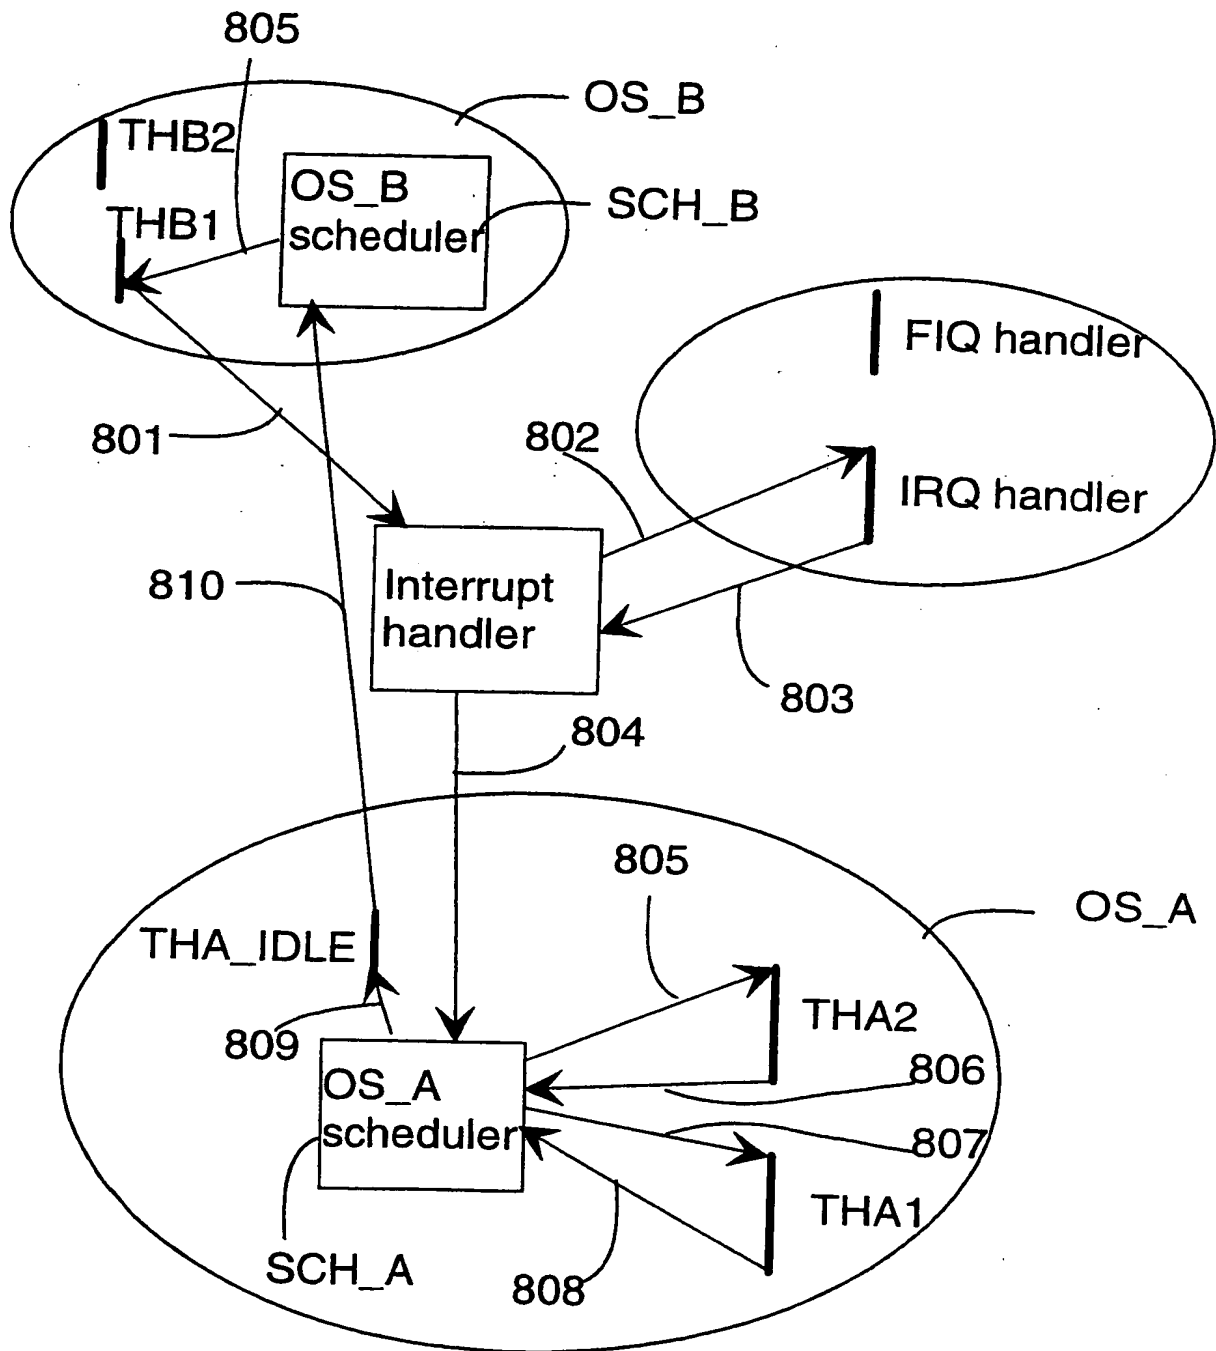 805
OS_B
THB2
OS_B
scheduler
SCH_B
THB1
FIQ handler
801
802
IRQ handler
810
Interrupt
handler
803
804
805
OS_A
THA_IDLE
THA2
809
806
OS_A
scheduler
807
THA1
SCH_A
808